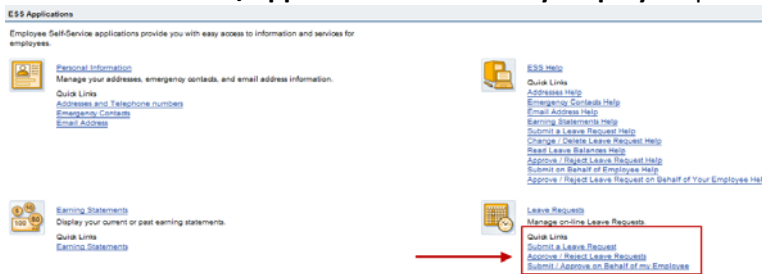 ESS Applications
Employee Self-Service applications provide you with easy access to information and services for
employees.
Personal Information
Manage your addresses, emergency contacts, and email address information.
Quick Links
Addresses and Telephone numbers
Emergency Contacts
Email Address
ESS Help
Quick Links
Addresses Help
Emergency Contacts Help
Email Address Help
Earning Statements Help
Submit a Leave Request Help
Change / Delete Leave Request Help
Read Leave Balances Help
Approve / Reject Leave Request Help
Submit on Behalf of Employee Help
Approve / Reject Leave Request on Behalf of Your Employee Hel
Earning Statements
Display your current or past earning statements.
Quick Links
Earning Statements
Leave Requests
Manage on-line Leave Requests.
Quick Links
Submit a Leave Request
Approve / Reject Leave Requests
Submit / Approve on Behalf of my Employee